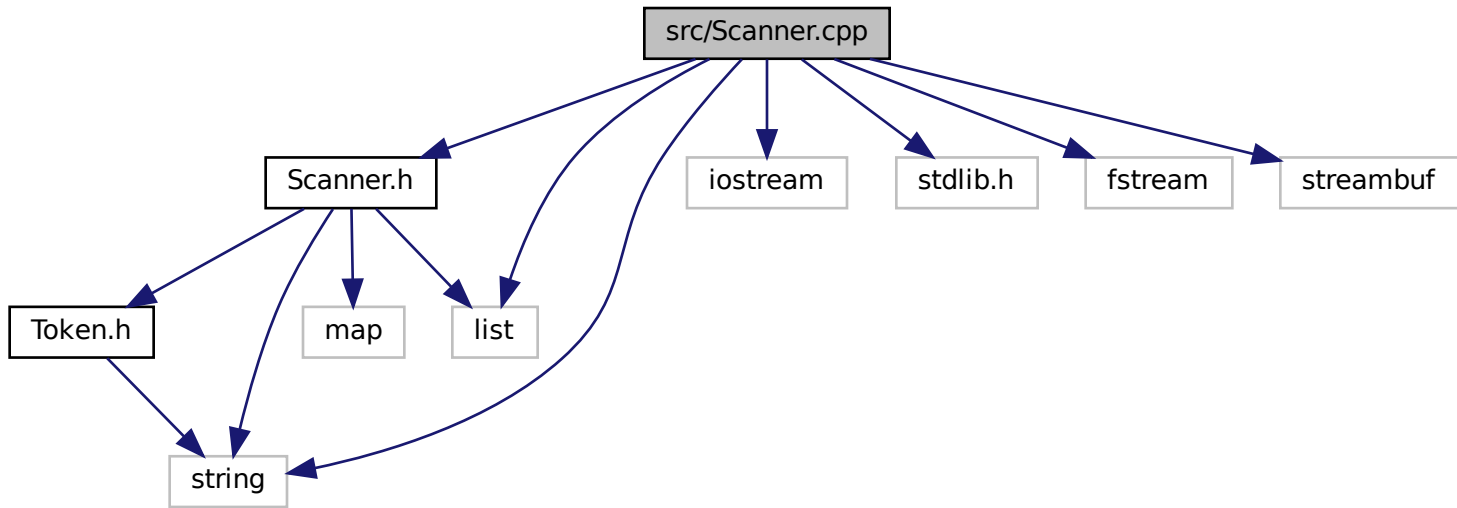 src/Scanner.cpp
Scanner.h
iostream
stdlib.h
fstream
streambuf
Token.h
map
list
string